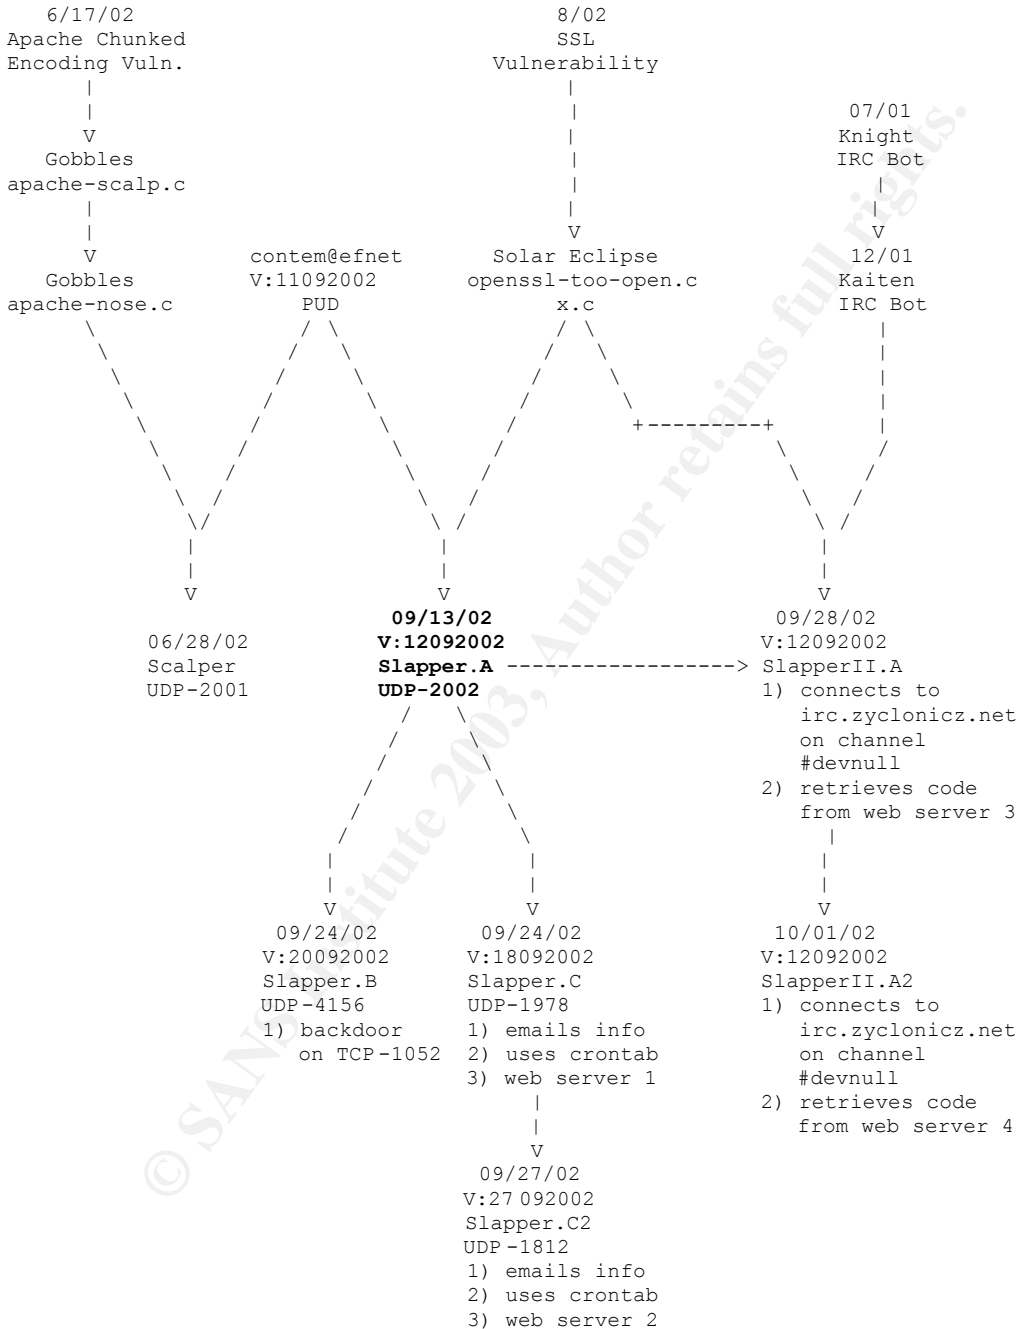 6/17/02
Apache Chunked
Encoding Vuln.
8/02
SSL
Vulnerability
07/01
Knight
IRC Bot
Gobbles
apache-scalp.c
Gobbles
apache-nose.c
contem@efnet
V:11092002
PUD
Solar Eclipse
openssl-too-open.c
x.c
12/01
Kaiten
IRC Bot
06/28/02
Scalper
UDP-2001
09/13/02
V:12092002
Slapper.A
UDP-2002
09/28/02
V:12092002
SlapperII.A
1) connects to
irc.zyclonicz.net
on channel
#devnull
2) retrieves code
from web server 3
09/24/02
V:20092002
Slapper.B
UDP-4156
1) backdoor
on TCP-1052
09/24/02
V:18092002
Slapper.C
UDP-1978
1) emails info
2) uses crontab
3) web server 1
10/01/02
V:12092002
SlapperII.A2
1) connects to
irc.zyclonicz.net
on channel
#devnull
2) retrieves code
from web server 4
09/27/02
V:27 092002
Slapper.C2
UDP-1812
1) emails info
2) uses crontab
3) web server 2
© SANS Institute 2003, Author retains full rights.